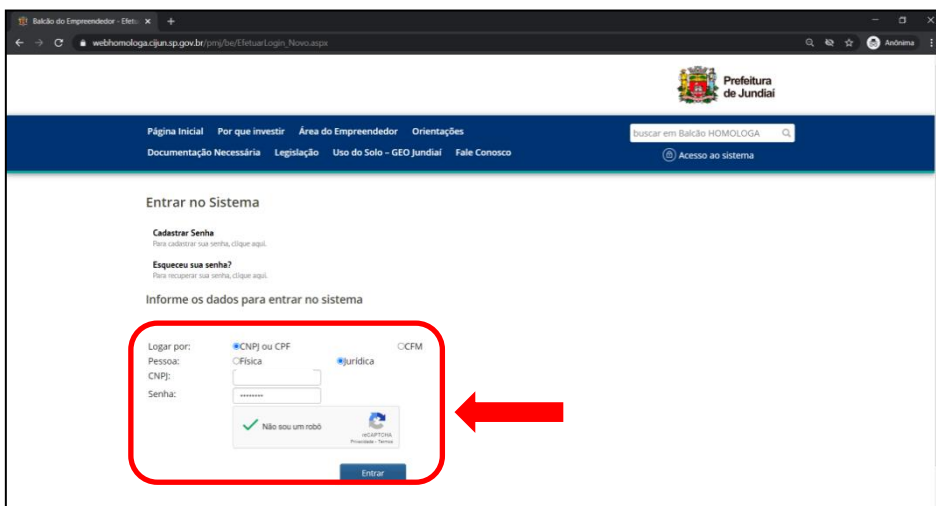 Balcão do Empreendedor - Efetu
webhomologa.cijun.sp.gov.br/pmj/be/EfetuarLogin_Novo.aspx
Anônima
Prefeitura
de Jundiaí
Página Inicial Por que investir Área do Empreendedor Orientações
buscar em Balcão HOMOLOGA
Documentação Necessária Legislação Uso do Solo – GEO Jundiaí Fale Conosco
Acesso ao sistema
Entrar no Sistema
Cadastrar Senha
Para cadastrar sua senha, clique aqui.
Esqueceu sua senha?
Para recuperar sua senha, clique aqui.
Informe os dados para entrar no sistema
Logar por: CNPJ ou CPF CFM
Pessoa: Física Jurídica
CNPJ:
Senha: ••••••••
Não sou um robô
reCAPTCHA
Privacidade - Termos
Entrar